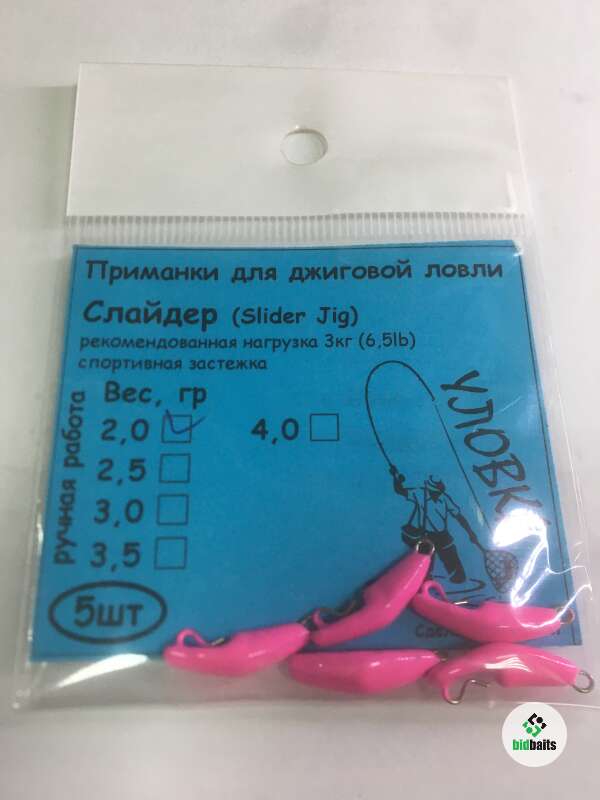 Приманки для джиговой ловли
Слайдер (Slider Jig)
рекомендованная нагрузка 3кг (6,5lb)
спортивная застежка
ручная работа
Вес, гр
2,0
4,0
2,5
3,0
3,5
5шт
УЛОВКА
bidbaits